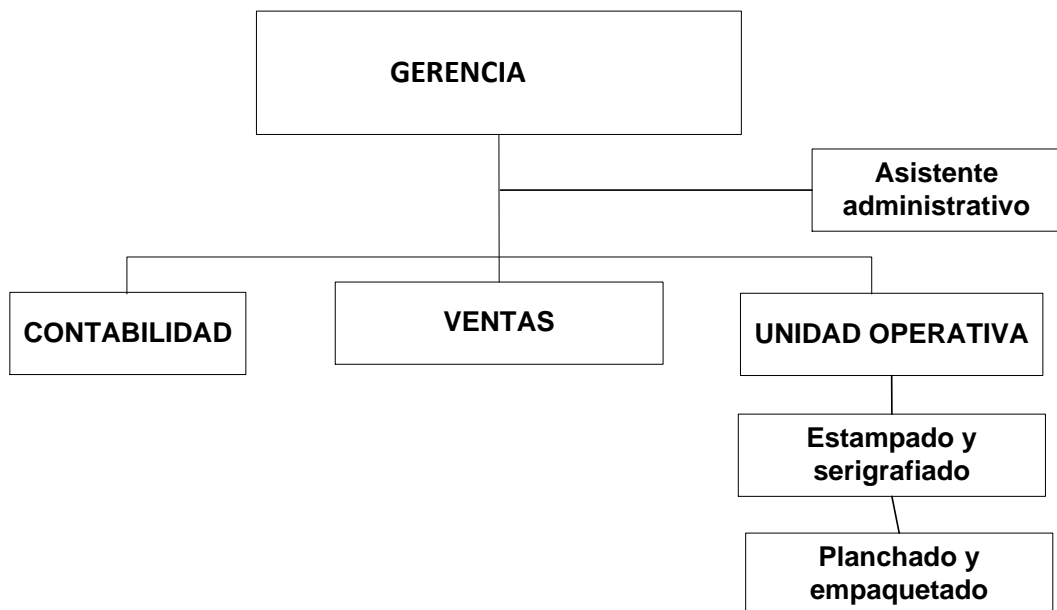 GERENCIA
Asistente
administrativo
CONTABILIDAD
VENTAS
UNIDAD OPERATIVA
Estampado y
serigrafiado
Planchado y
empaquetado